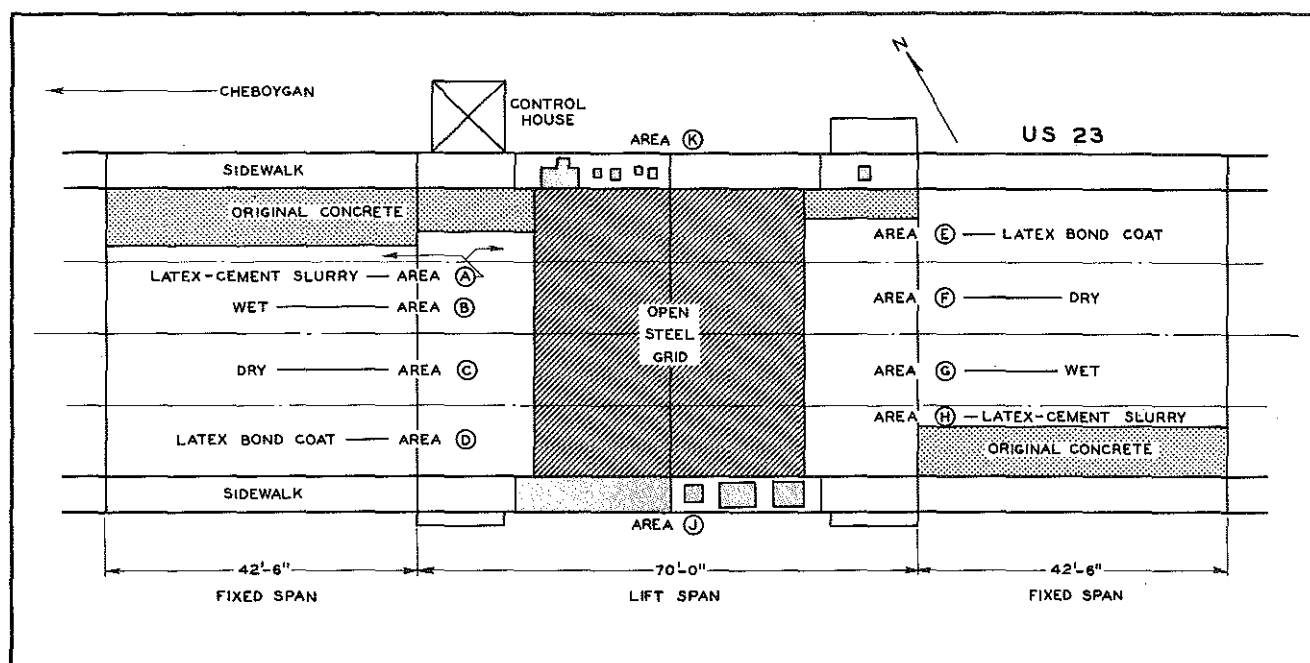 N
CHEBOYGAN
CONTROL
HOUSE
AREA K
US 23
SIDEWALK
ORIGINAL CONCRETE
AREA E — LATEX BOND COAT
LATEX-CEMENT SLURRY — AREA A
WET — AREA B
AREA F — DRY
OPEN
STEEL
GRID
DRY — AREA C
AREA G — WET
AREA H — LATEX-CEMENT SLURRY
LATEX BOND COAT — AREA D
ORIGINAL CONCRETE
SIDEWALK
AREA J
42'-6"
70'-0"
42'-6"
FIXED SPAN
LIFT SPAN
FIXED SPAN